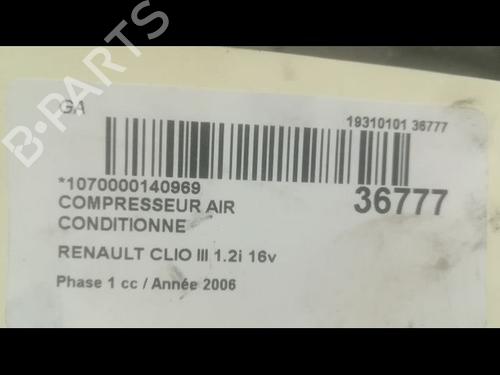 B-PARTS
GA
19310101 36777
*1070000140969
36777
COMPRESSEUR AIR
CONDITIONNE
RENAULT CLIO III 1.2i 16v
Phase 1 cc / Année 2006